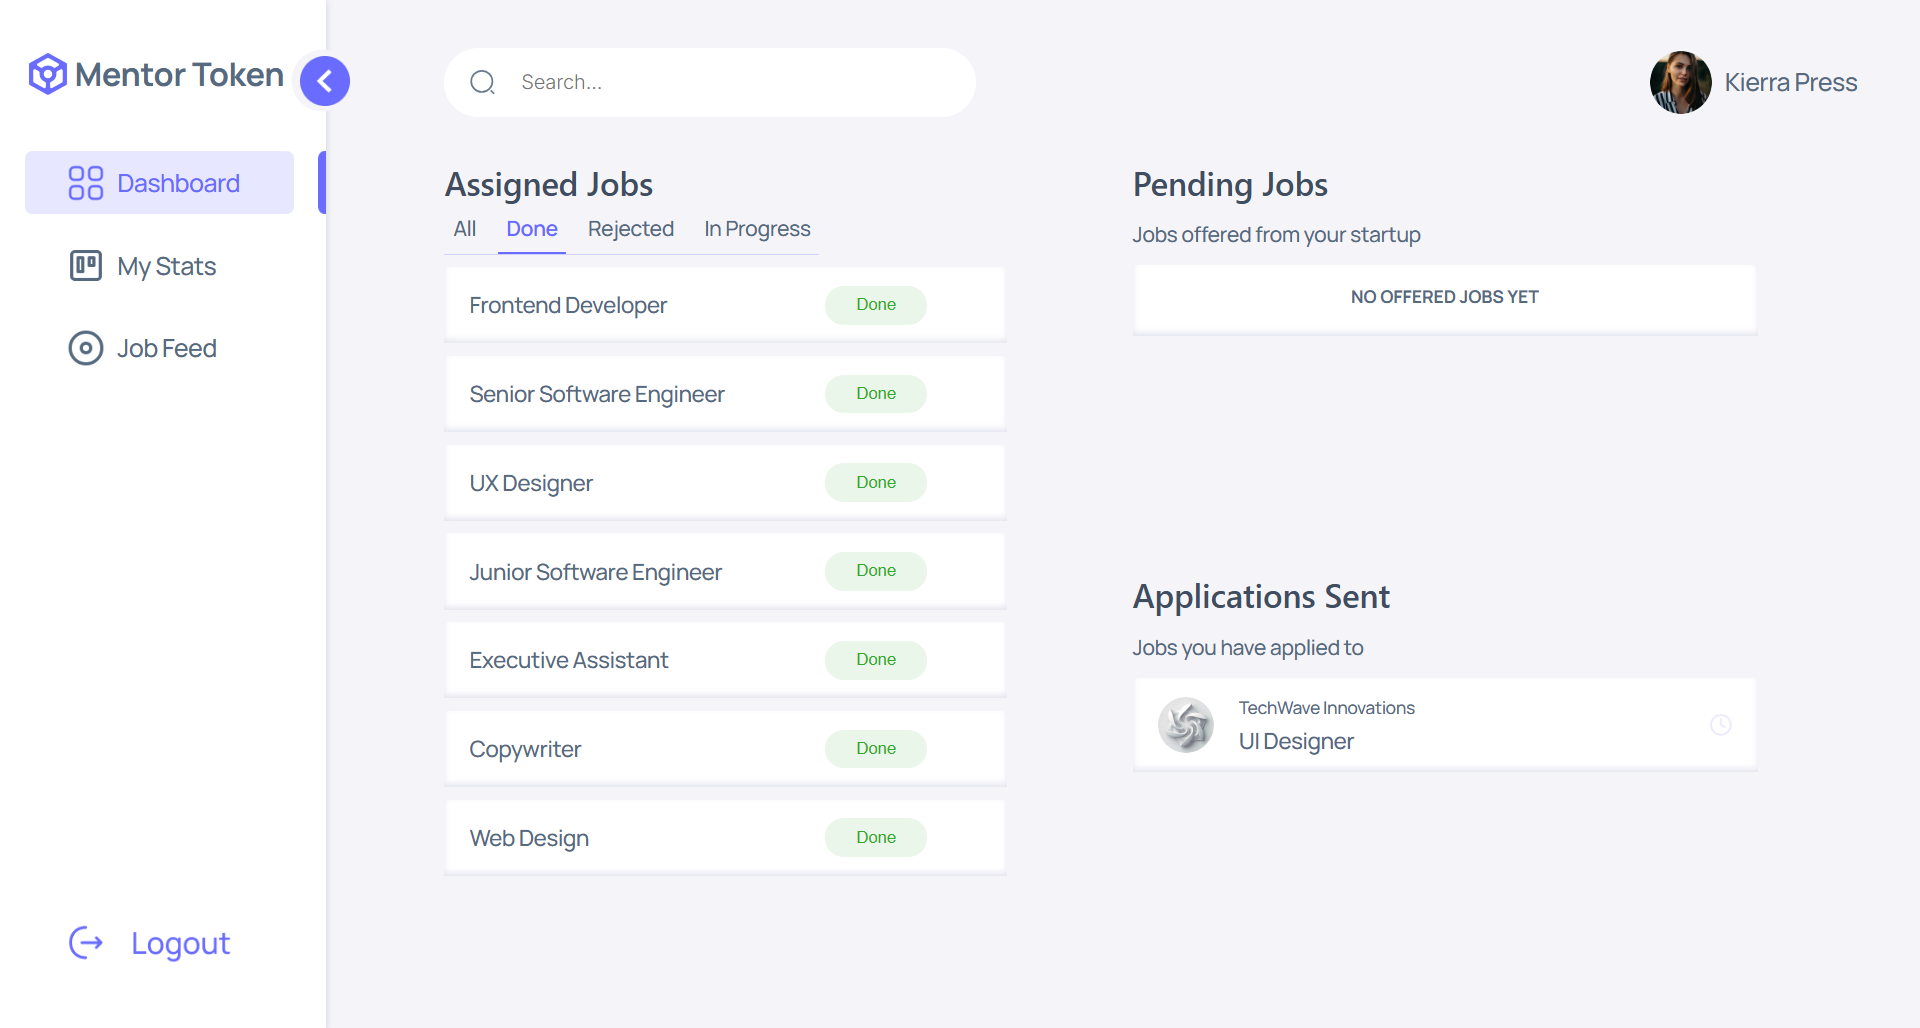 Mentor Token
Dashboard
My Stats
Job Feed
Logout
Search...
Kierra Press
Assigned Jobs
All Done Rejected In Progress
Frontend Developer Done
Senior Software Engineer Done
UX Designer Done
Junior Software Engineer Done
Executive Assistant Done
Copywriter Done
Web Design Done
Pending Jobs
Jobs offered from your startup
NO OFFERED JOBS YET
Applications Sent
Jobs you have applied to
TechWave Innovations
UI Designer